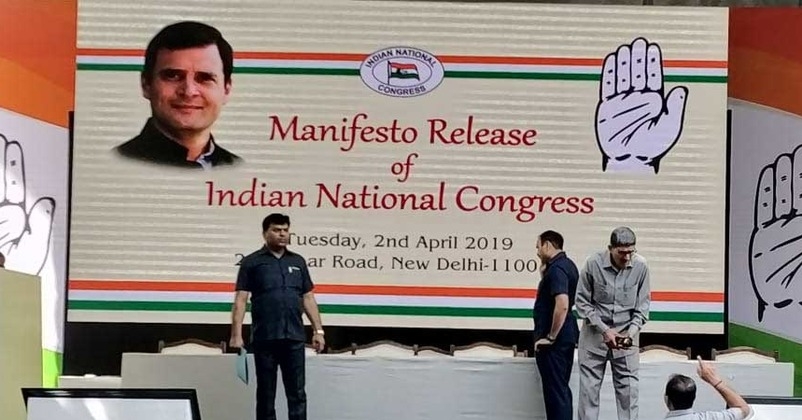 INDIAN NATIONAL
CONGRESS
Manifesto Release
of
Indian National Congress
Tuesday, 2nd April 2019
Road, New Delhi-1100